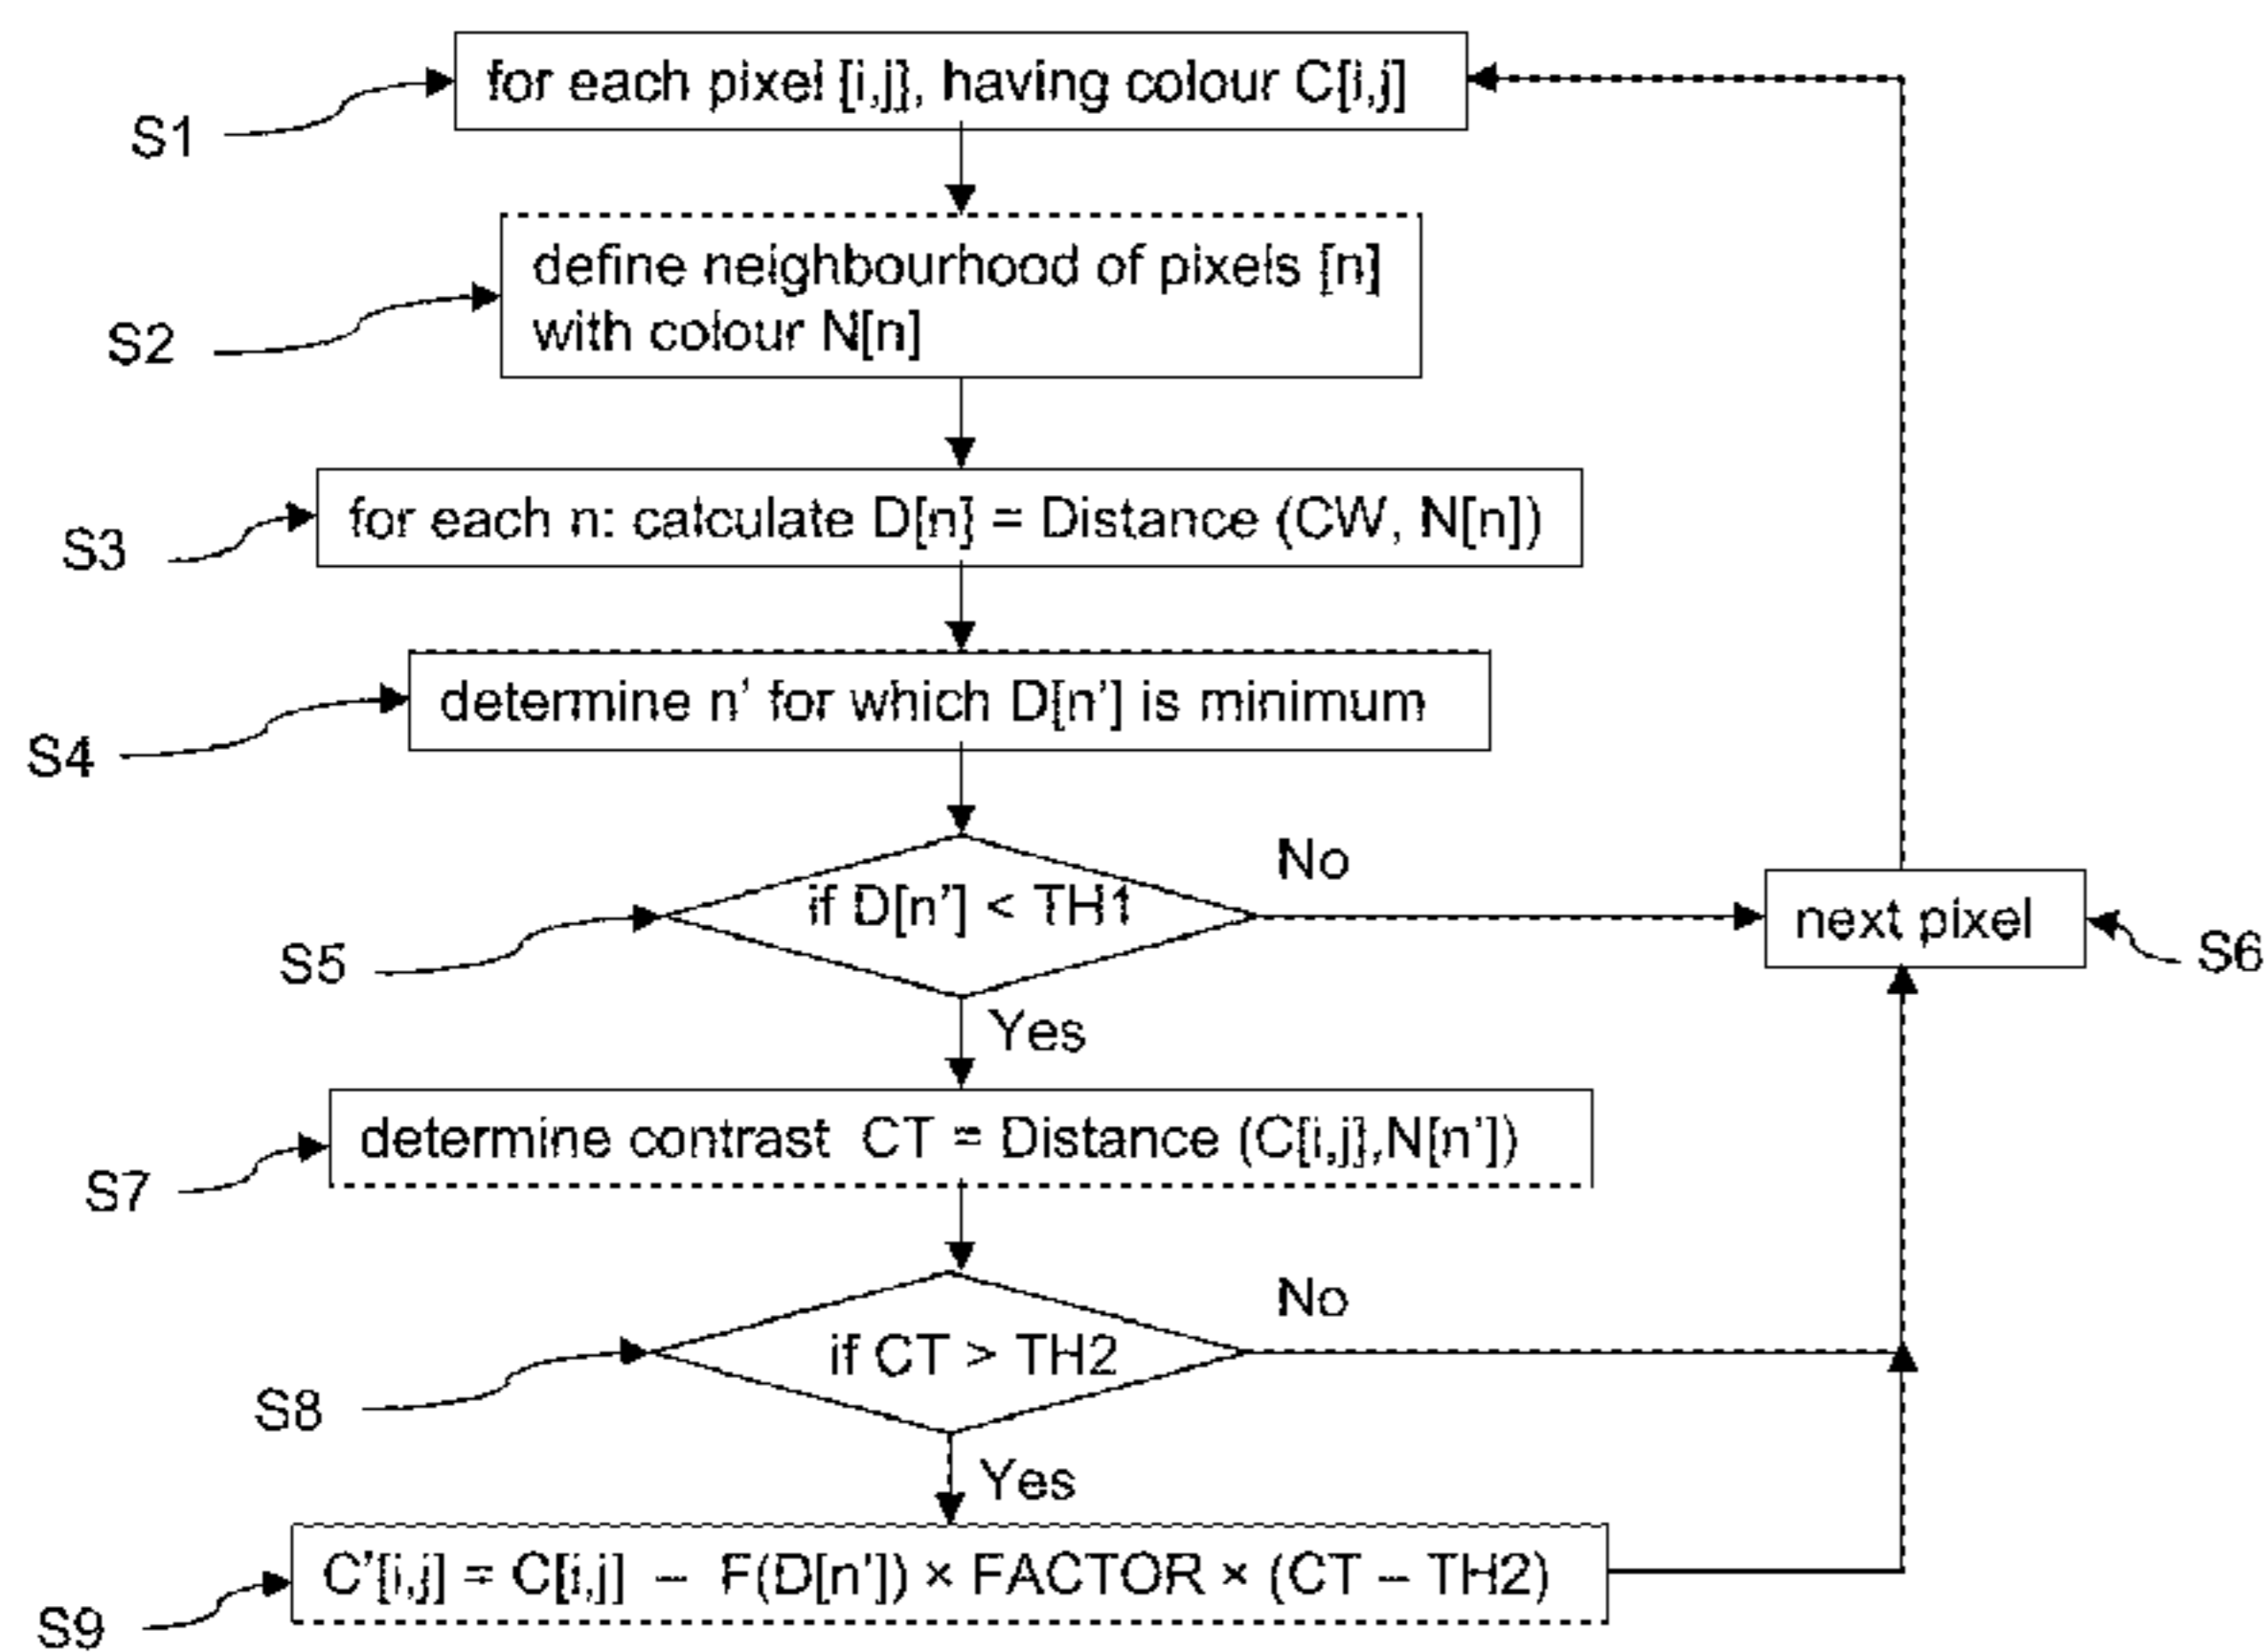 for each pixel [i,j], having colour C[i,j]
S1
define neighbourhood of pixels [n]
with colour N[n]
S2
for each n: calculate D[n] = Distance (CW, N[n])
S3
determine n' for which D[n'] is minimum
S4
No
if D[n'] < TH1
next pixel
S5
S6
Yes
determine contrast CT = Distance (C[i,j],N[n'])
S7
No
if CT > TH2
S8
Yes
C'[i,j] = C[i,j] – F(D[n']) × FACTOR × (CT – TH2)
S9